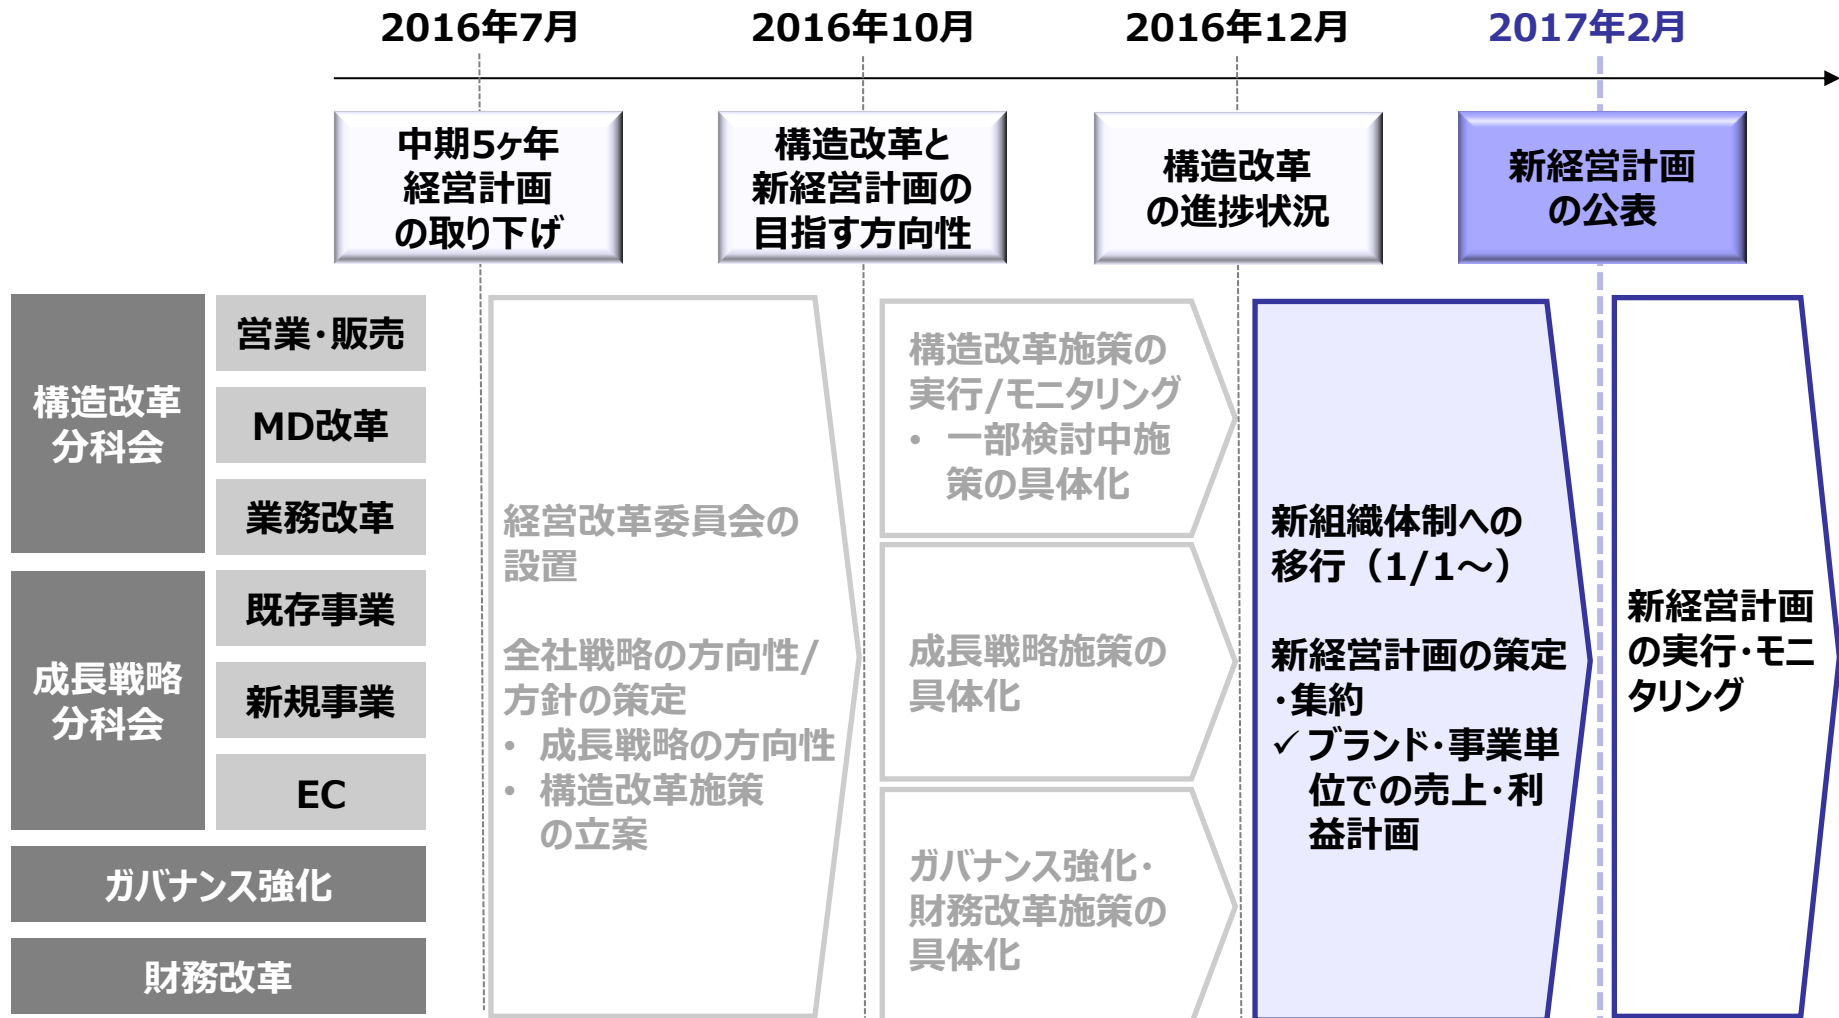 2016年7月
2016年10月
2016年12月
2017年2月
中期5ヶ年
経営計画
の取り下げ
構造改革と
新経営計画の
目指す方向性
構造改革
の進捗状況
新経営計画
の公表
構造改革
分科会
営業・販売
MD改革
業務改革
成長戦略
分科会
既存事業
新規事業
EC
ガバナンス強化
財務改革
経営改革委員会の
設置
全社戦略の方向性/
方針の策定
• 成長戦略の方向性
• 構造改革施策
の立案
構造改革施策の
実行/モニタリング
• 一部検討中施
策の具体化
成長戦略施策の
具体化
ガバナンス強化・
財務改革施策の
具体化
新組織体制への
移行（1/1～）
新経営計画の策定
・集約
✓ ブランド・事業単
位での売上・利
益計画
新経営計画
の実行・モニ
タリング